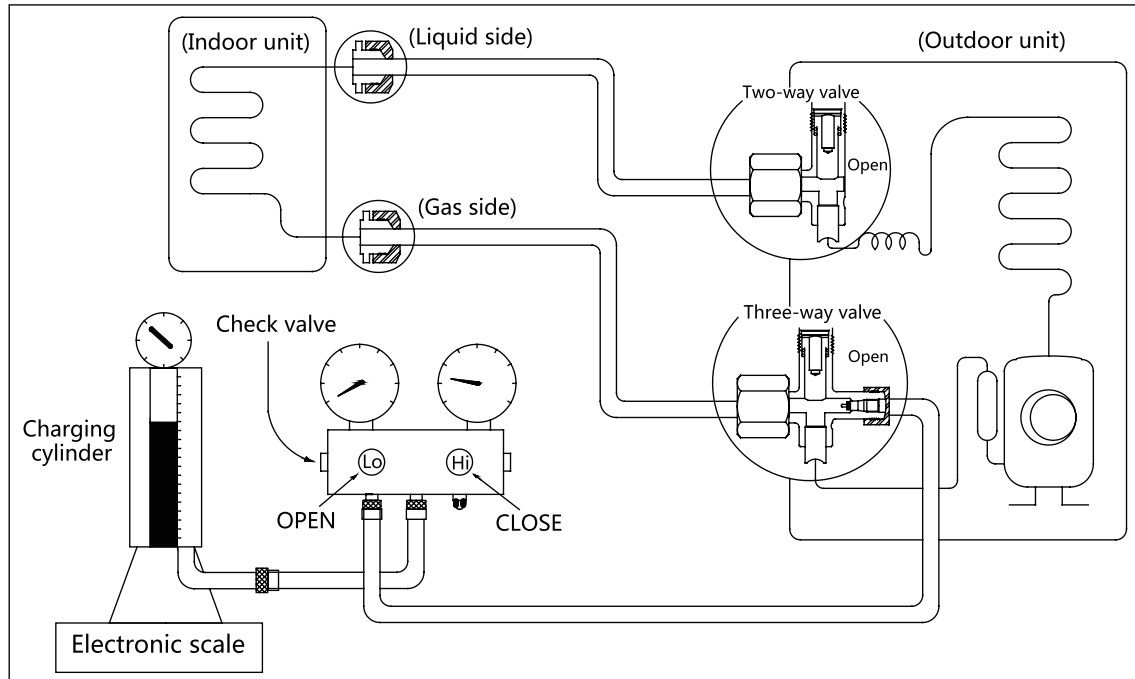 (Indoor unit)
(Liquid side)
(Outdoor unit)
Two-way valve
Open
(Gas side)
Three-way valve
Open
Check valve
Charging
cylinder
Lo
Hi
OPEN
CLOSE
Electronic scale